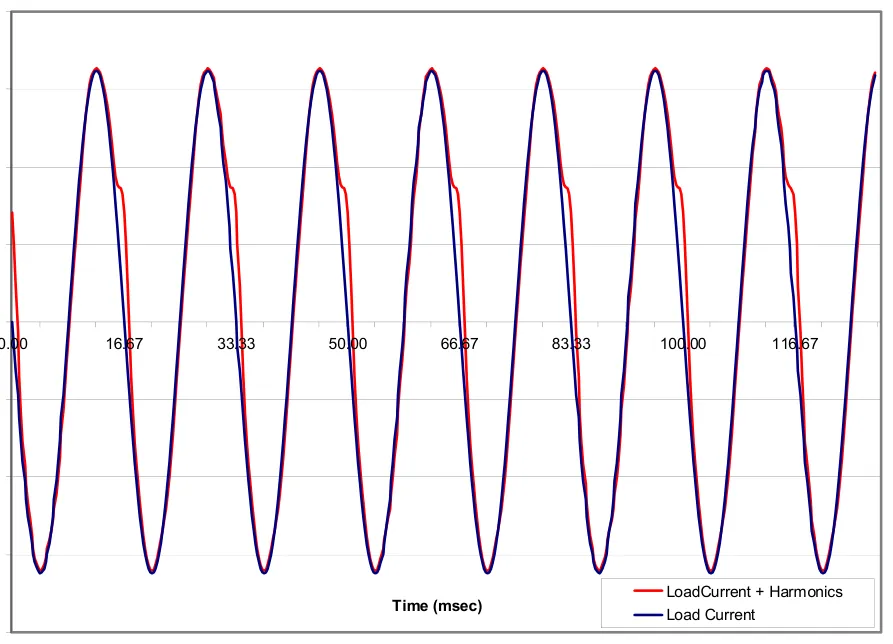 0.00 16.67 33.33 50.00 66.67 83.33 100.00 116.67
Time (msec)
LoadCurrent + Harmonics
Load Current